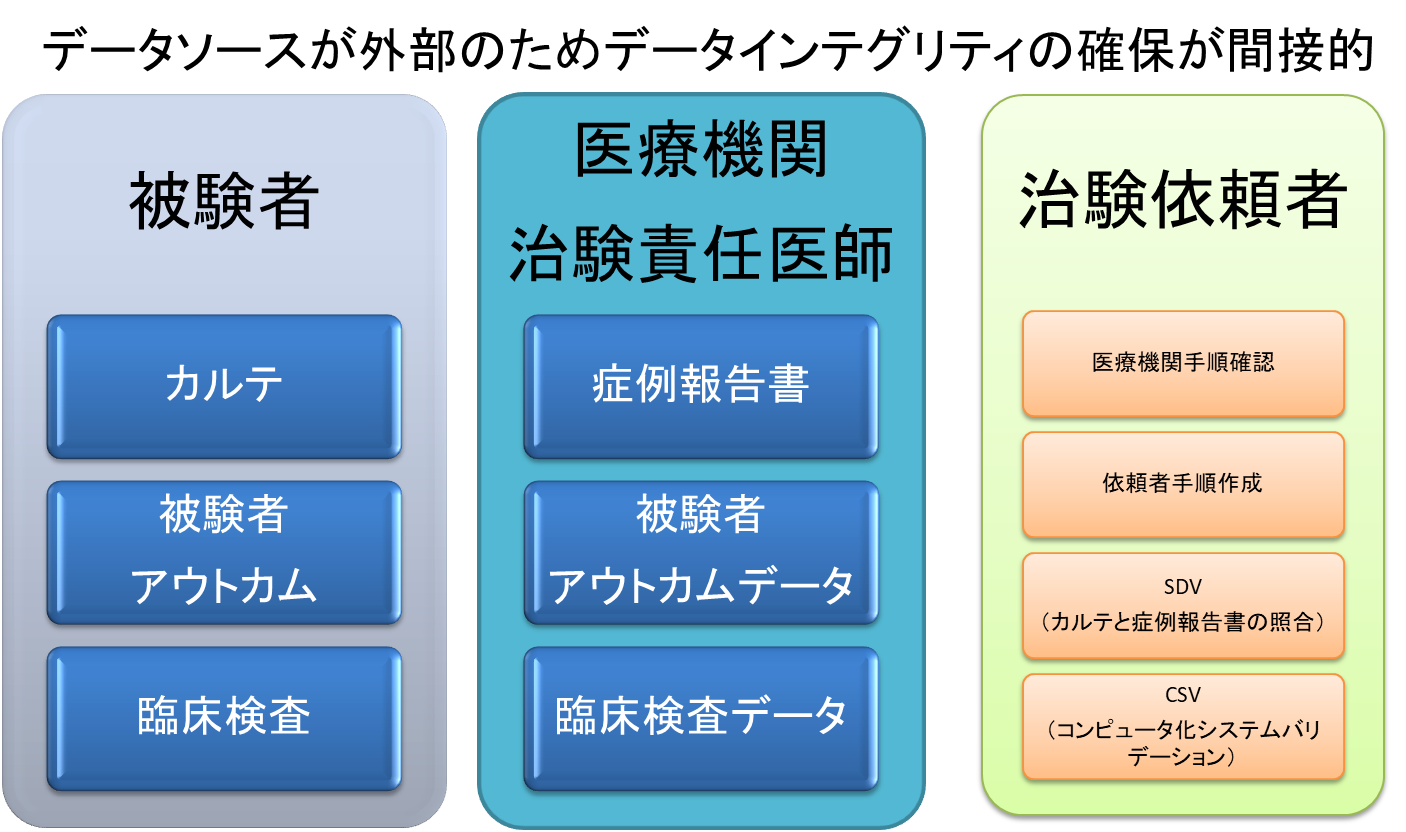 データソースが外部のためデータインテグリティの確保が間接的
被験者
カルテ
被験者
アウトカム
臨床検査
医療機関
治験責任医師
症例報告書
被験者
アウトカムデータ
臨床検査データ
治験依頼者
医療機関手順確認
依頼者手順作成
SDV
（カルテと症例報告書の照合）
CSV
（コンピュータ化システムバリ
デーション）